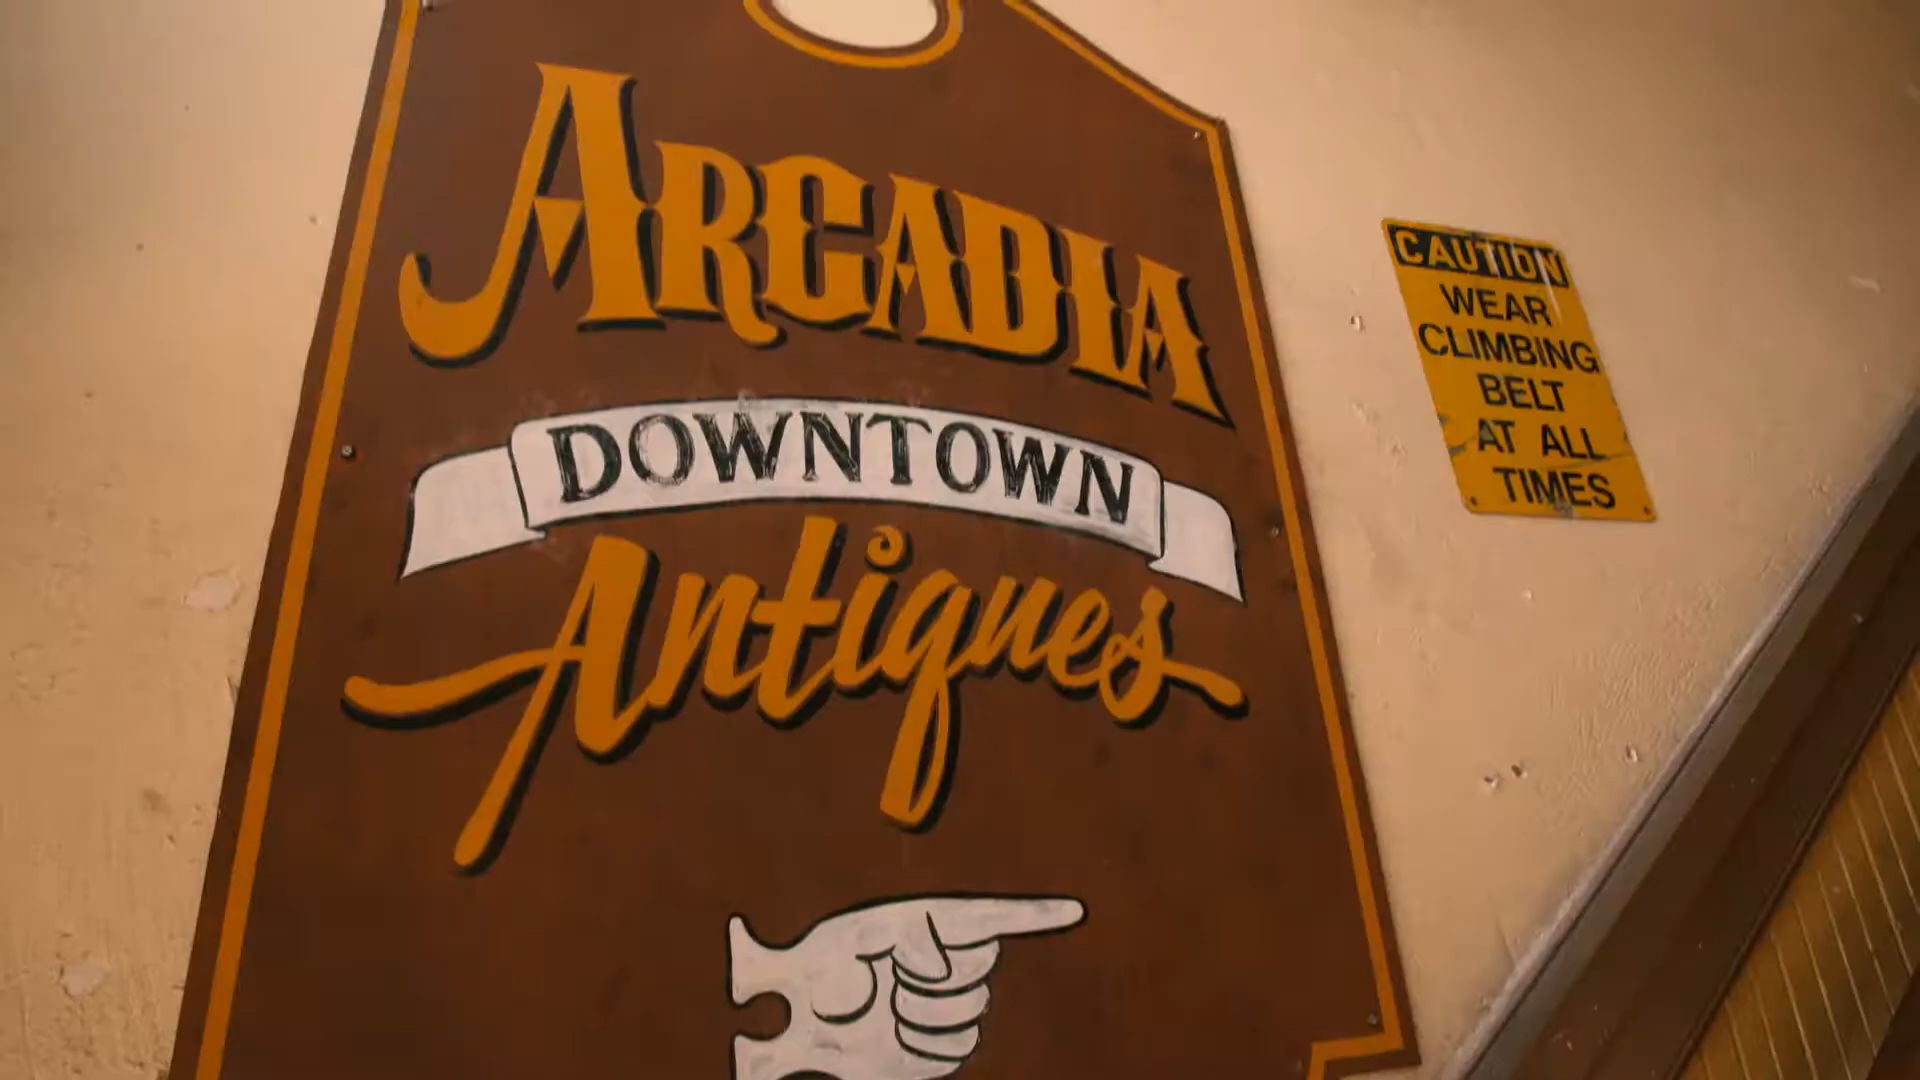 ARCADIA
DOWNTOWN
Antiques
CAUTION
WEAR
CLIMBING
BELT
AT ALL
TIMES